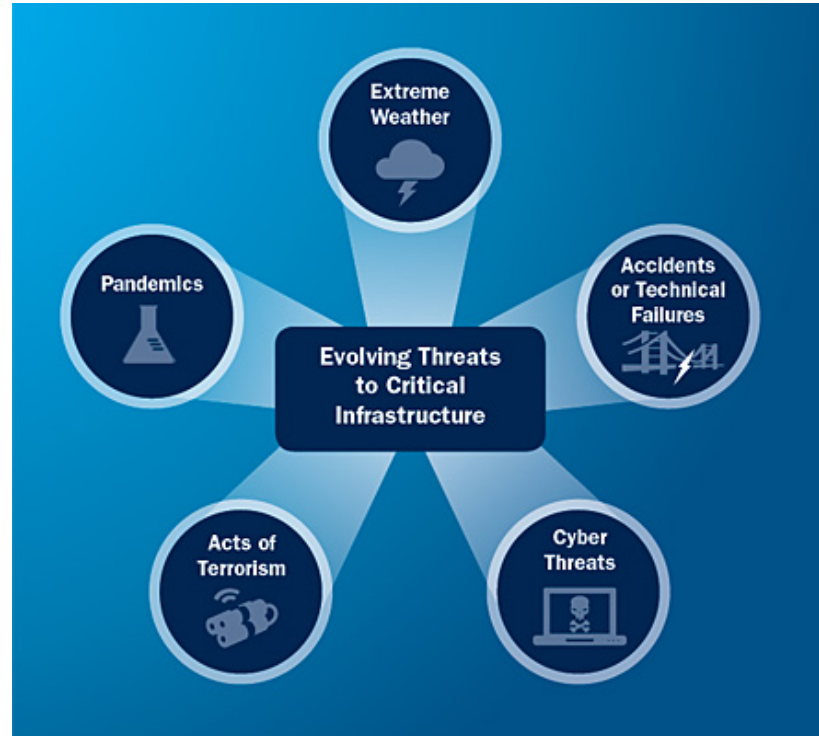 Extreme
Weather
Pandemics
Accidents
or Technical
Failures
Evolving Threats
to Critical
Infrastructure
Acts of
Terrorism
Cyber
Threats